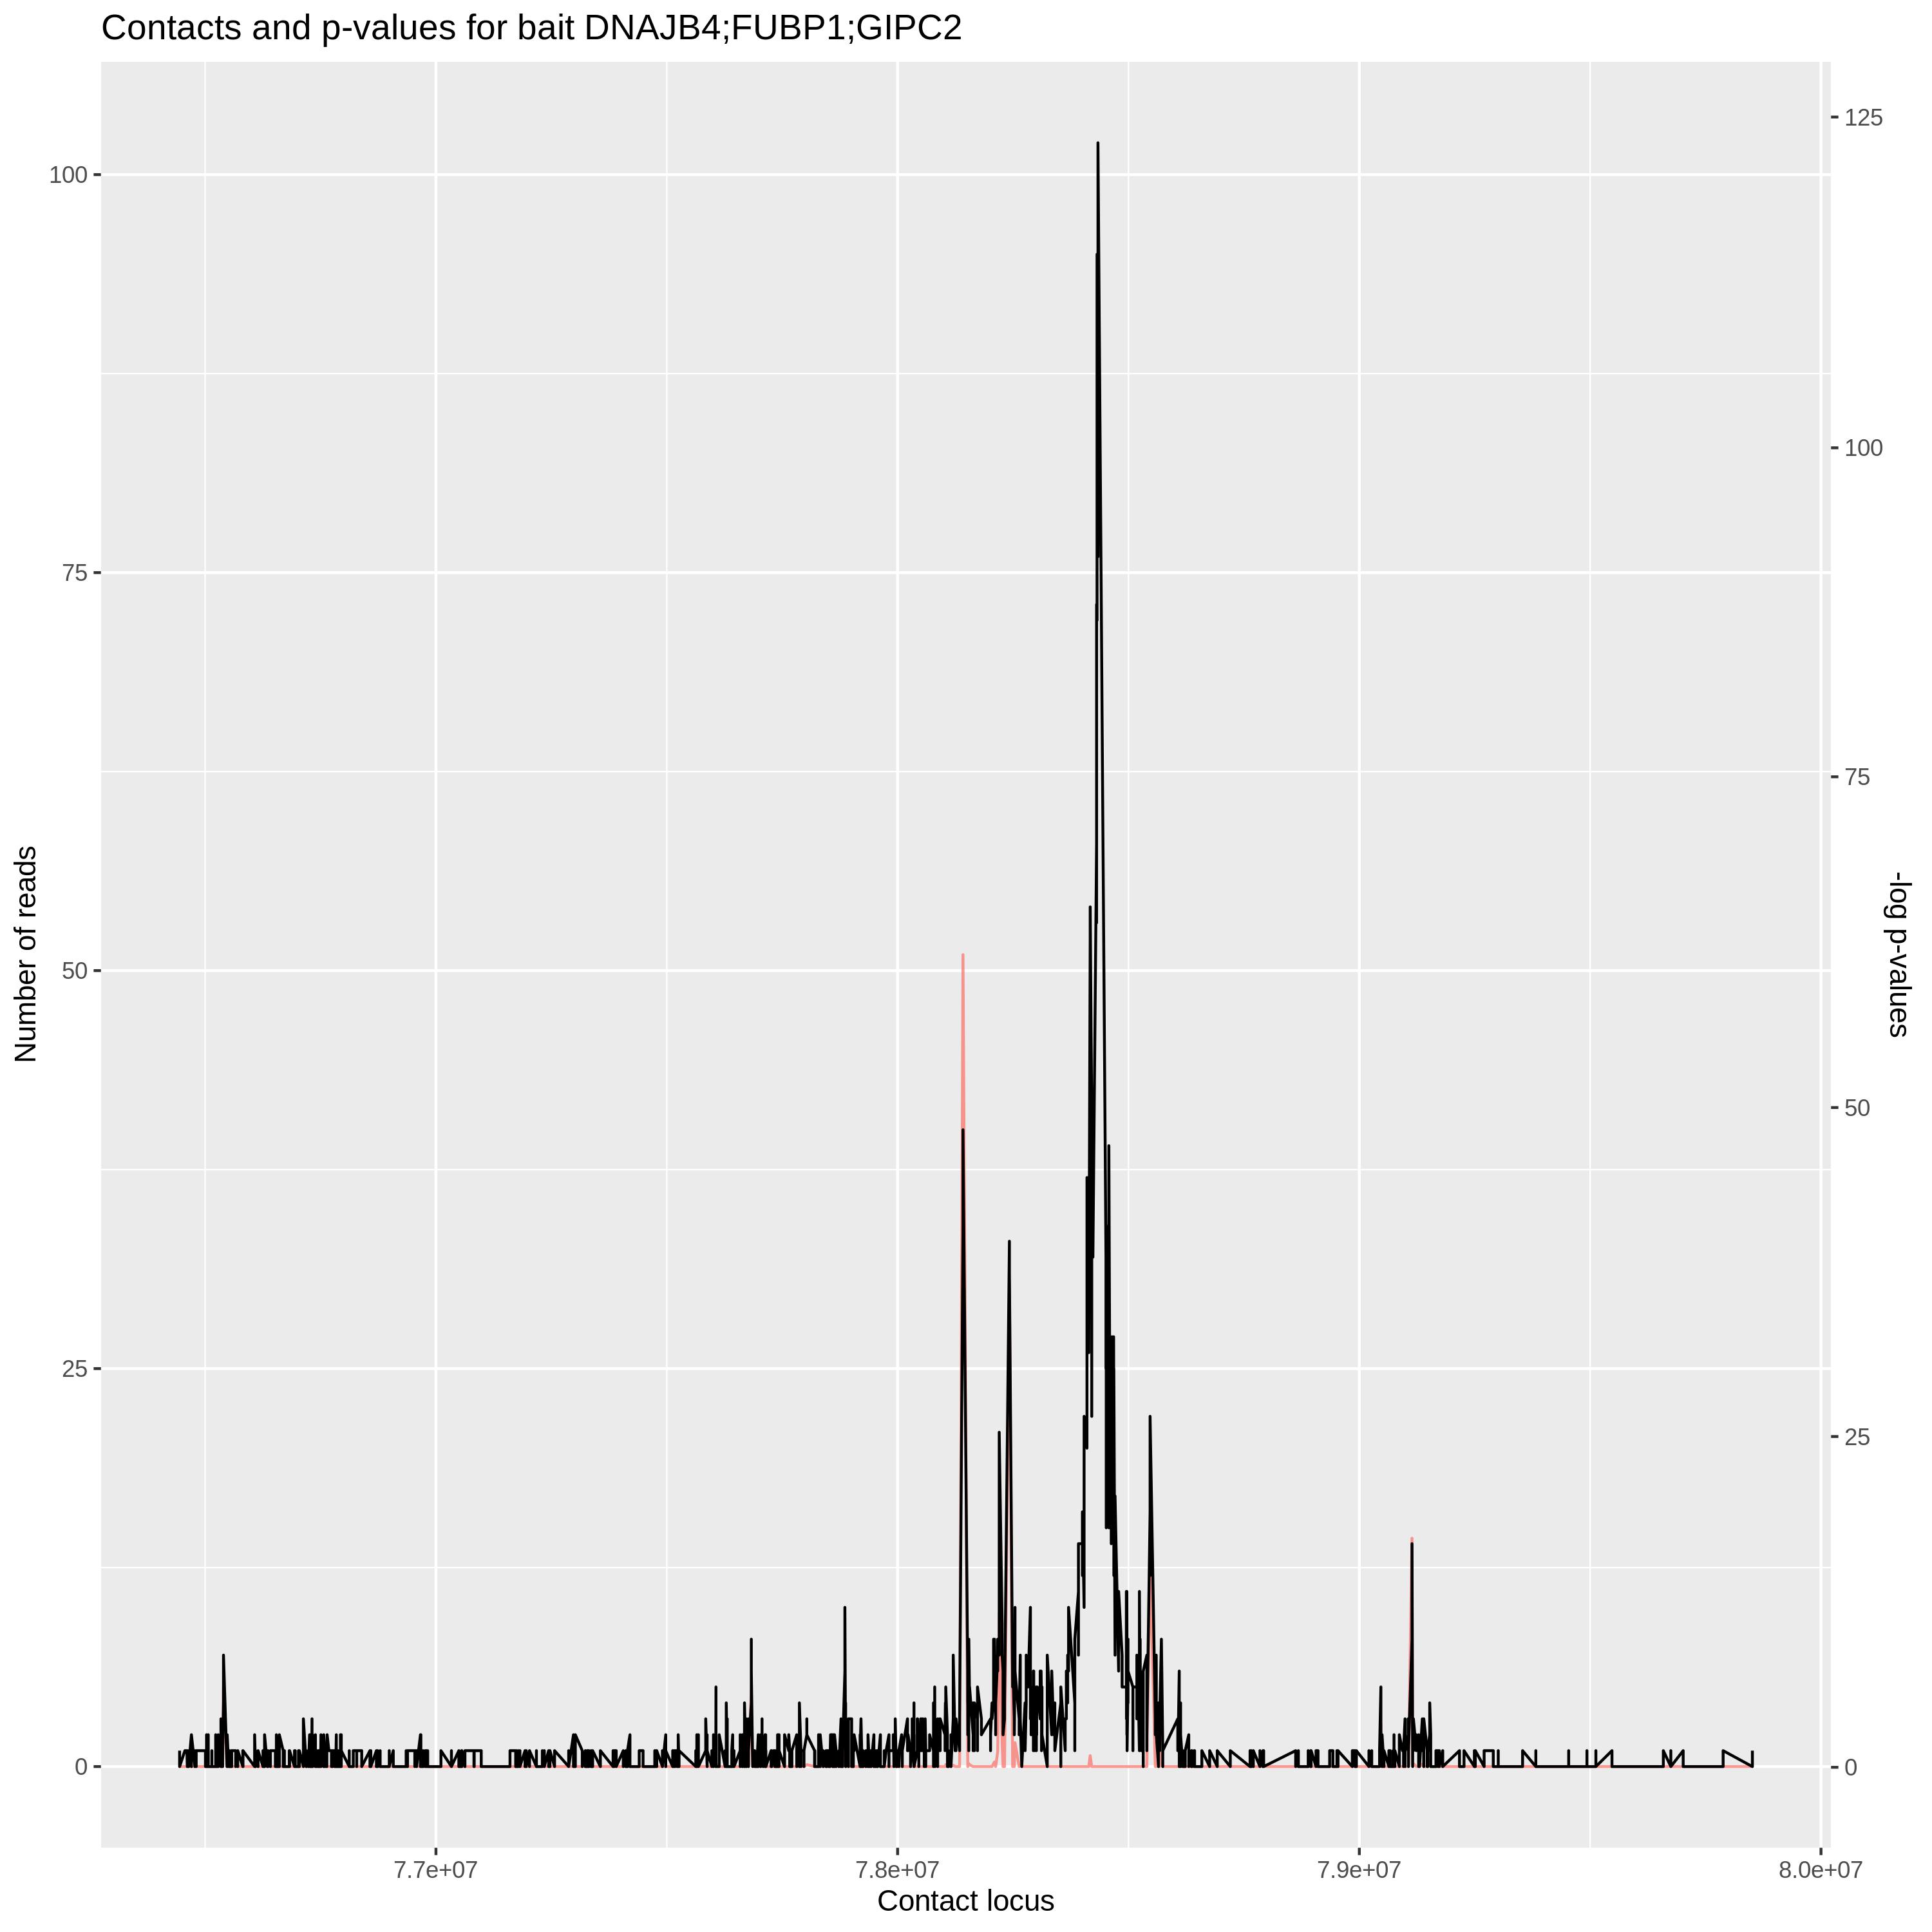 Contacts and p-values for bait DNAJB4;FUBP1;GIPC2
Number of reads
100
75
50
25
0
125
100
75
50
25
0
-log p-values
7.7e+07 7.8e+07 7.9e+07 8.0e+07
Contact locus